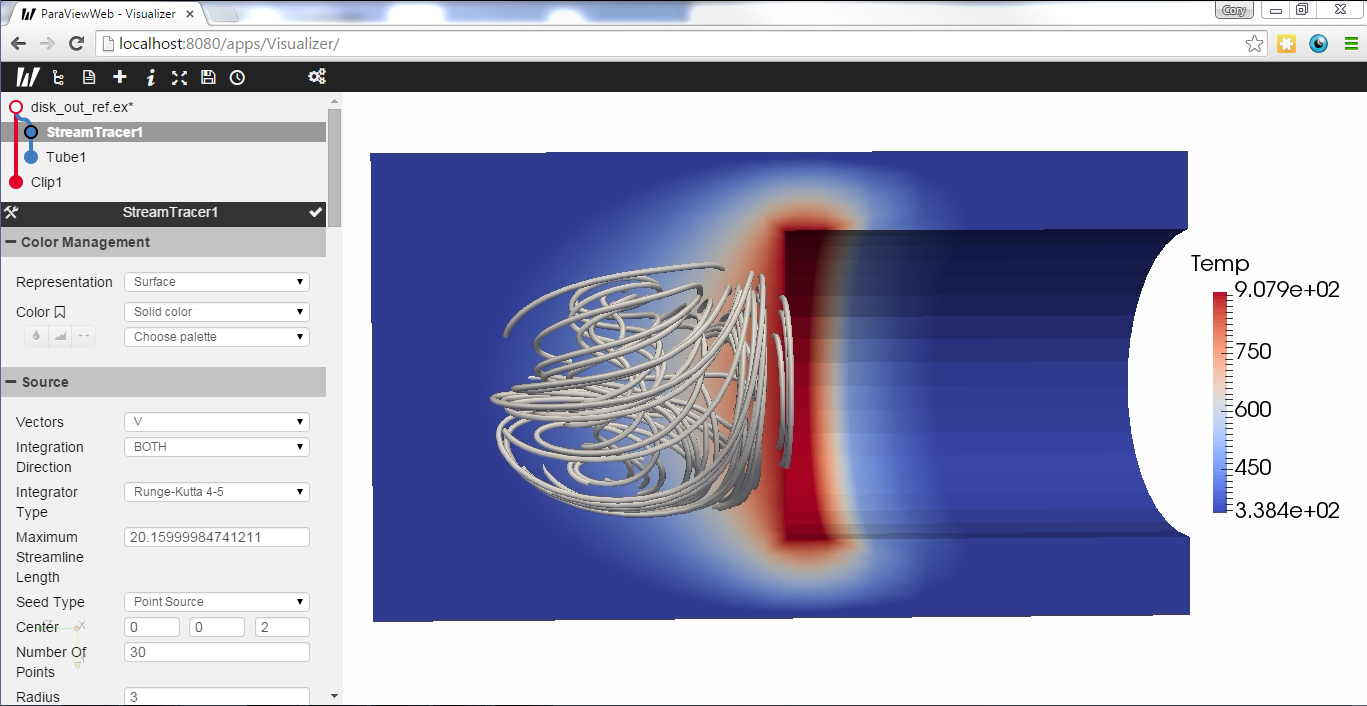 ParaViewWeb - Visualizer
Cory
localhost:8080/apps/Visualizer/
disk_out_ref.ex*
StreamTracer1
Tube1
Clip1
StreamTracer1
Color Management
Representation Surface
Color Solid color
Choose palette
Source
Vectors V
Integration Direction BOTH
Integrator Type Runge-Kutta 4-5
Maximum Streamline Length 20.15999984741211
Seed Type Point Source
Center 0 0 2
Number Of Points 30
Radius 3
Temp
9.079e+02
750
600
450
3.384e+02